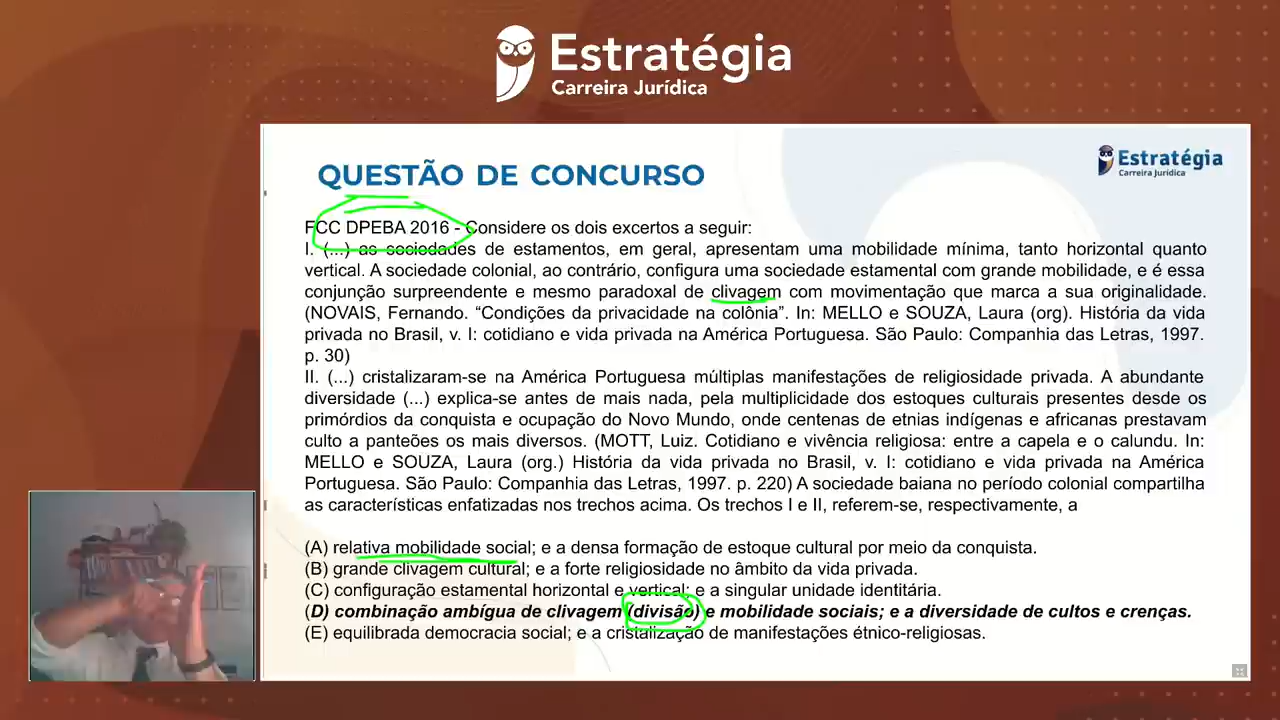 Estratégia
Carreira Jurídica
Estratégia
Carreira Jurídica
QUESTÃO DE CONCURSO
FCC DPEBA 2016 - Considere os dois excertos a seguir:
I. (...) as sociedades de estamentos, em geral, apresentam uma mobilidade mínima, tanto horizontal quanto
vertical. A sociedade colonial, ao contrário, configura uma sociedade estamental com grande mobilidade, e é essa
conjunção surpreendente e mesmo paradoxal de clivagem com movimentação que marca a sua originalidade.
(NOVAIS, Fernando. “Condições da privacidade na colônia”. In: MELLO e SOUZA, Laura (org). História da vida
privada no Brasil, v. I: cotidiano e vida privada na América Portuguesa. São Paulo: Companhia das Letras, 1997.
p. 30)
II. (...) cristalizaram-se na América Portuguesa múltiplas manifestações de religiosidade privada. A abundante
diversidade (...) explica-se antes de mais nada, pela multiplicidade dos estoques culturais presentes desde os
primórdios da conquista e ocupação do Novo Mundo, onde centenas de etnias indígenas e africanas prestavam
culto a panteões os mais diversos. (MOTT, Luiz. Cotidiano e vivência religiosa: entre a capela e o calundu. In:
MELLO e SOUZA, Laura (org.) História da vida privada no Brasil, v. I: cotidiano e vida privada na América
Portuguesa. São Paulo: Companhia das Letras, 1997. p. 220) A sociedade baiana no período colonial compartilha
as características enfatizadas nos trechos acima. Os trechos I e II, referem-se, respectivamente, a
(A) relativa mobilidade social; e a densa formação de estoque cultural por meio da conquista.
(B) grande clivagem cultural; e a forte religiosidade no âmbito da vida privada.
(C) configuração estamental horizontal e vertical; e a singular unidade identitária.
(D) combinação ambígua de clivagem (divisão) e mobilidade sociais; e a diversidade de cultos e crenças.
(E) equilibrada democracia social; e a cristalização de manifestações étnico-religiosas.